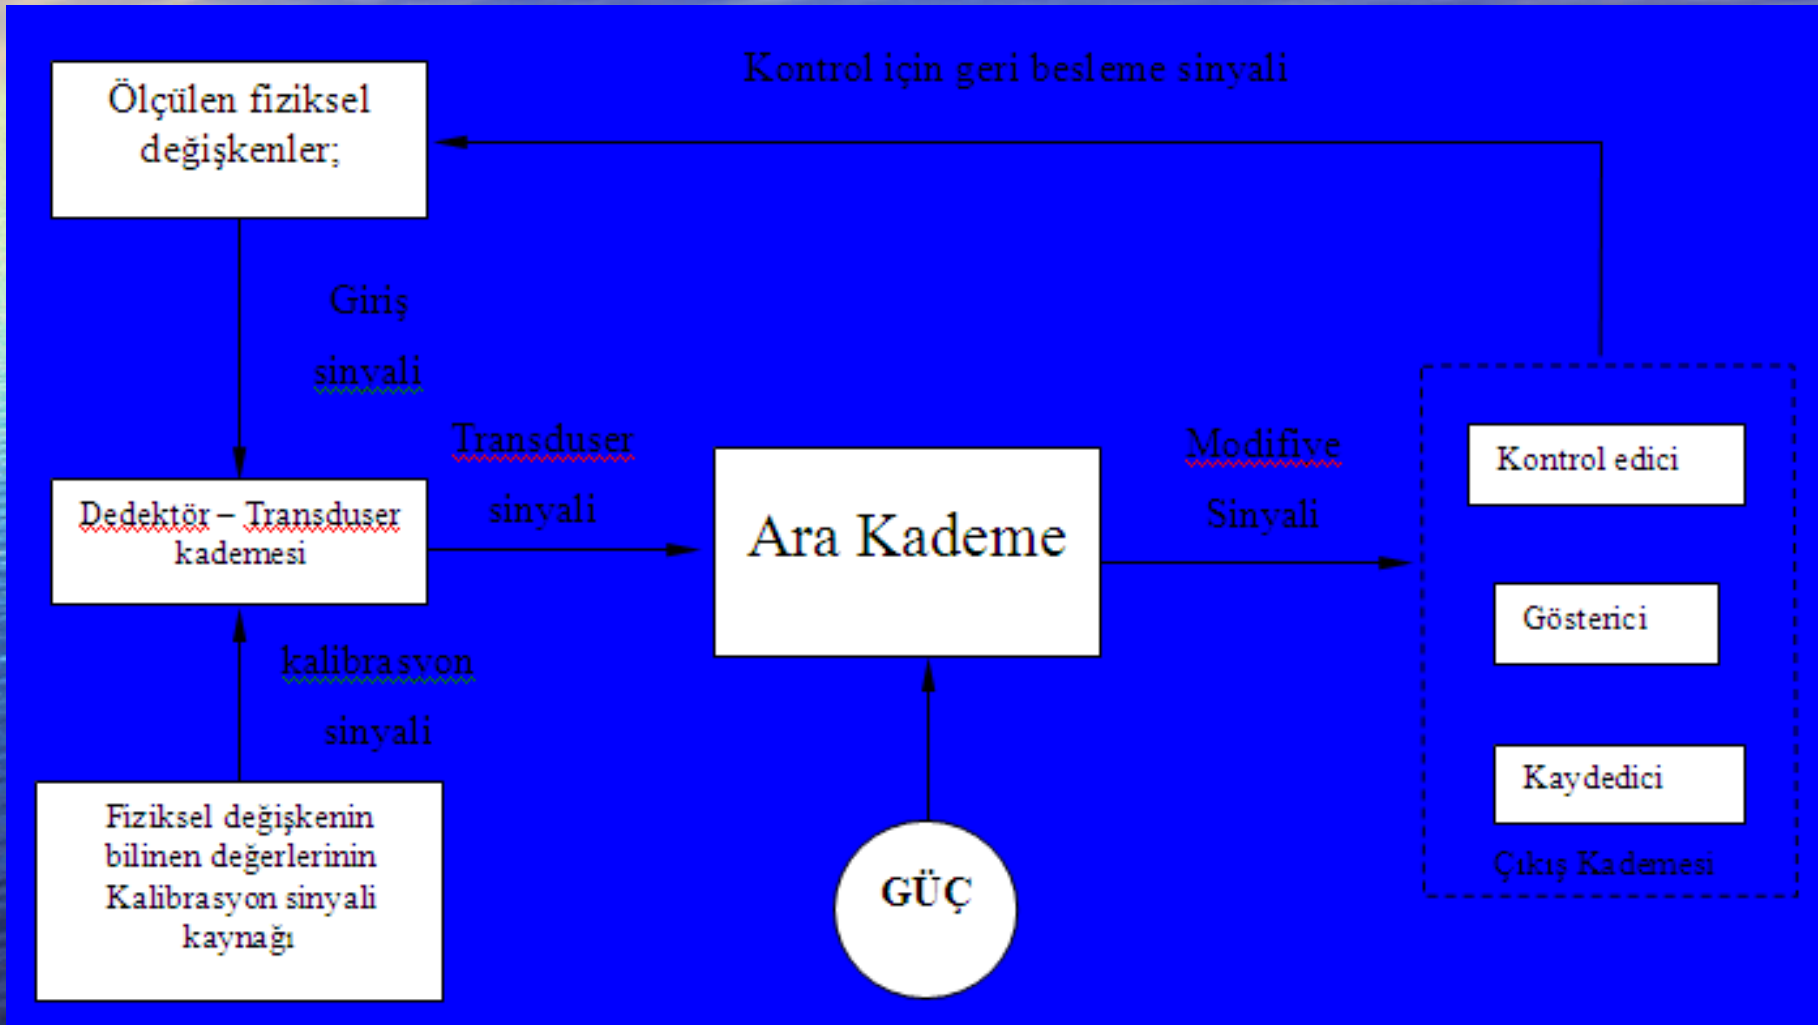 Kontrol için geri besleme sinyali
Ölçülen fiziksel
değişkenler;
Giriş
sinyali
Transduser
sinyali
Modifiye
Sinyali
Kontrol edici
Dedektör – Transduser
kademesi
Ara Kademe
Gösterici
kalibrasyon
sinyali
Kaydedici
Fiziksel değişkenin
bilinen değerlerinin
Kalibrasyon sinyali
kaynağı
GÜÇ
Çıkış Kademesi